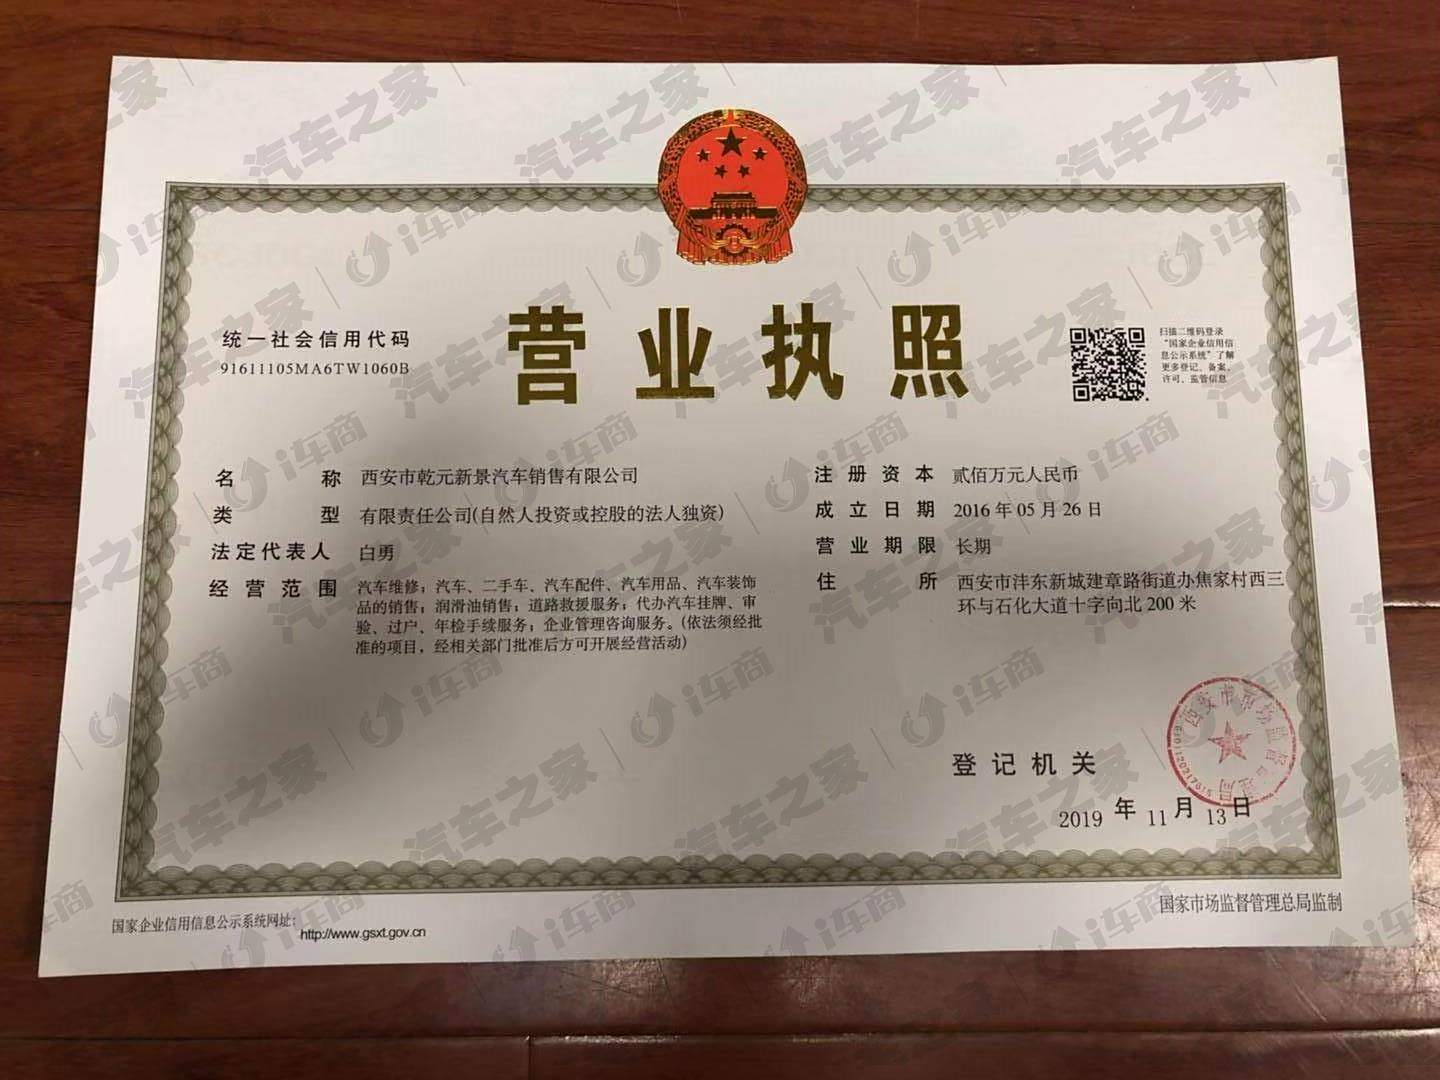 营业执照
统一社会信用代码
91611105MA6TW1060B
扫描二维码登录
“国家企业信用信
息公示系统”了解
更多登记、备案、
许可、监管信息
名称 西安市乾元新景汽车销售有限公司
类型 有限责任公司(自然人投资或控股的法人独资)
法定代表人 白勇
经营范围 汽车维修；汽车、二手车、汽车配件、汽车用品、汽车装饰
品的销售；润滑油销售；道路救援服务；代办汽车挂牌、审
验、过户、年检手续服务；企业管理咨询服务。(依法须经批
准的项目，经相关部门批准后方可开展经营活动)
注册资本 贰佰万元人民币
成立日期 2016年05月26日
营业期限 长期
住所 西安市沣东新城建章路街道办焦家村西三
环与石化大道十字向北200米
登记机关
西安市市场监督管理局
2019年11月13日
国家企业信用信息公示系统网址：http://www.gsxt.gov.cn
国家市场监督管理总局监制
汽车之家
i车商